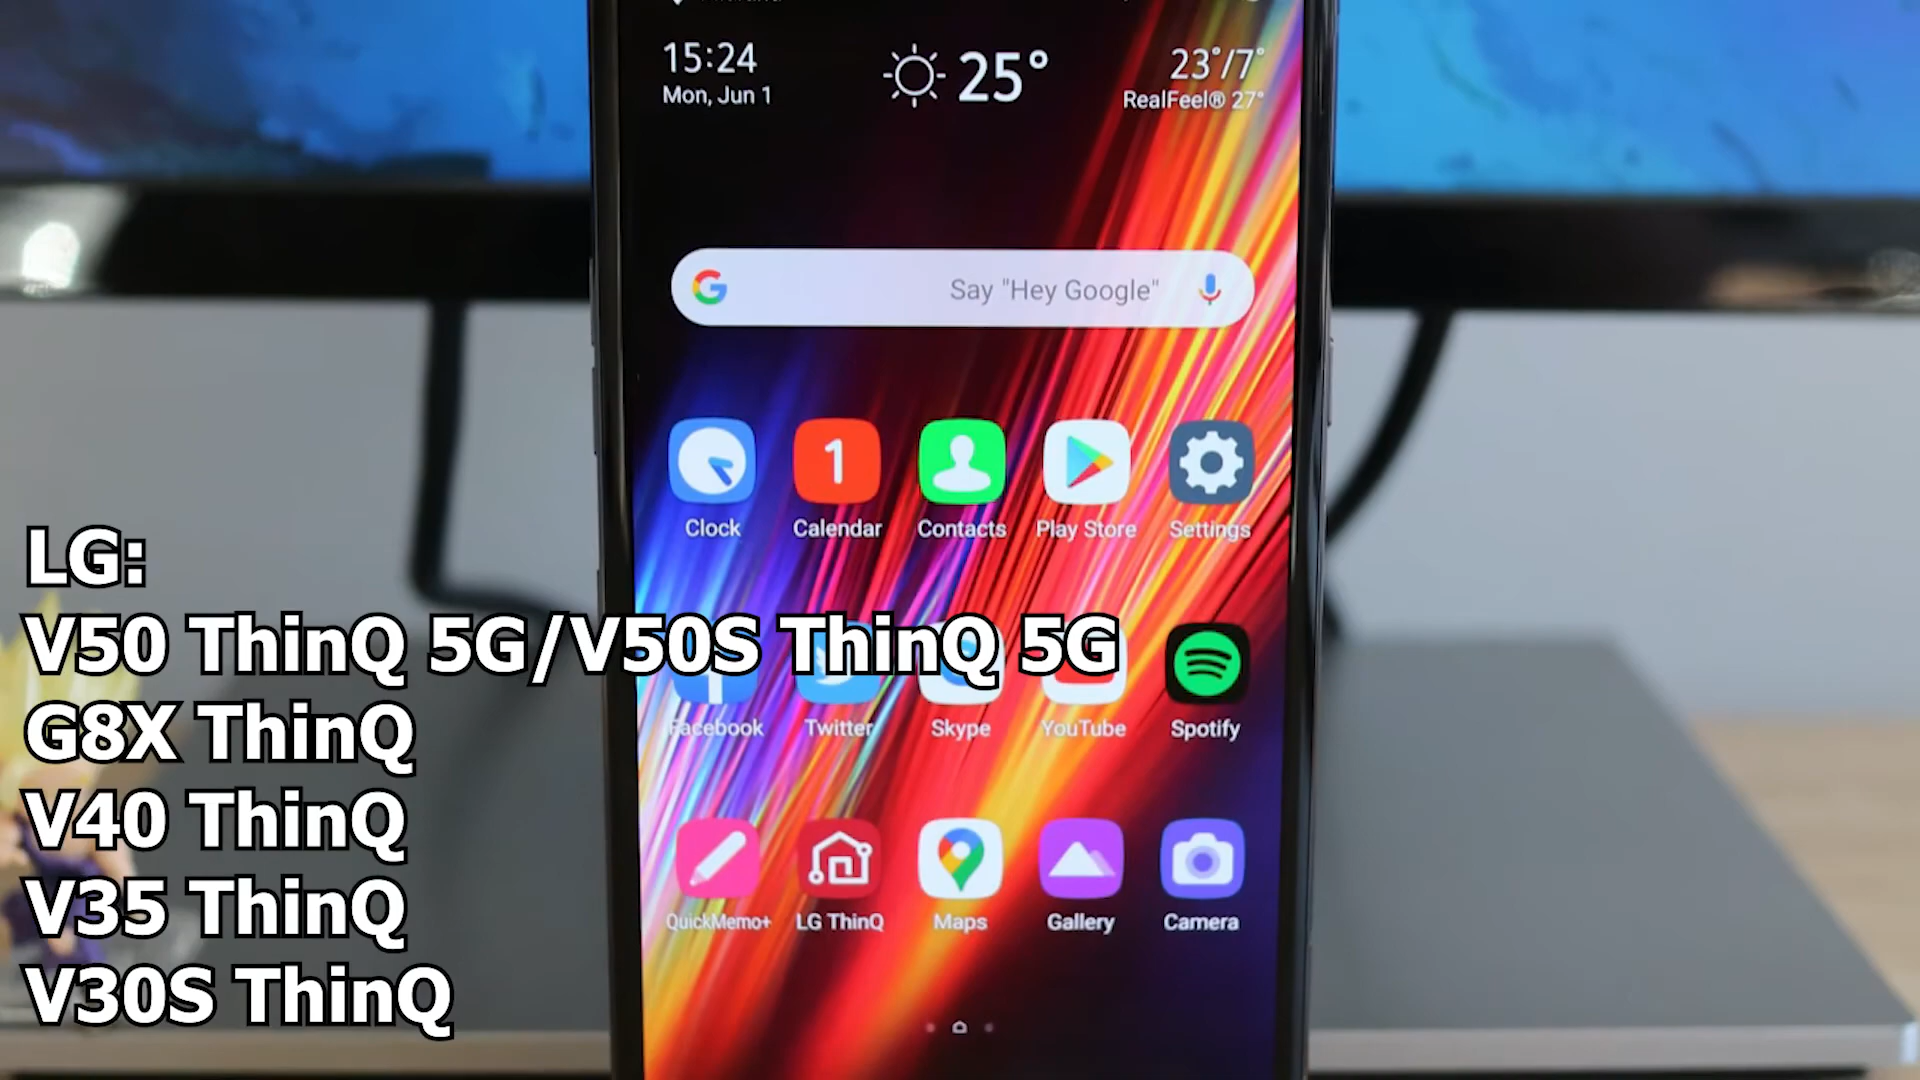 15:24
Mon, Jun 1
25°
23°/7°
RealFeel® 27°
Say "Hey Google"
1
Clock
Calendar
Contacts
Play Store
Settings
LG:
V50 ThinQ 5G/V50S ThinQ 5G
Facebook
Twitter
Skype
YouTube
Spotify
G8X ThinQ
V40 ThinQ
V35 ThinQ
V30S ThinQ
QuickMemo+
LG ThinQ
Maps
Gallery
Camera